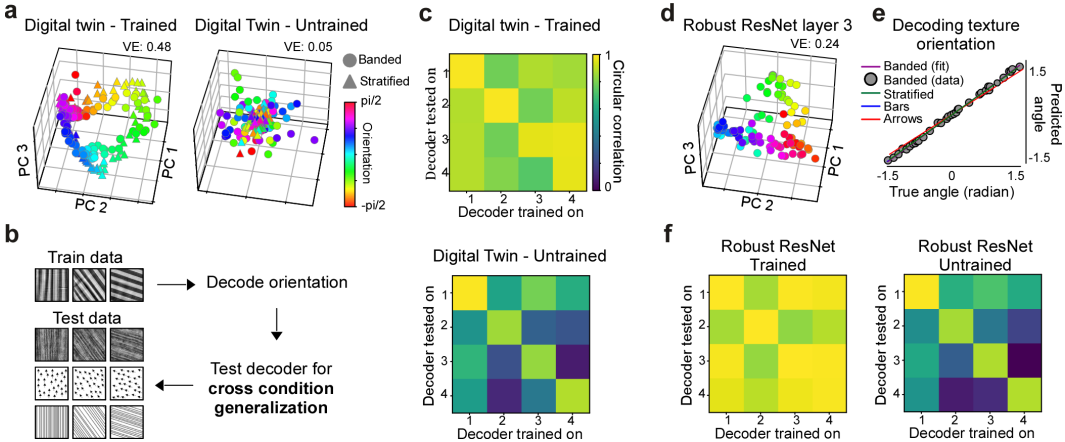 a
Digital twin - Trained
VE: 0.48
PC 3
PC 2
PC 1
Digital Twin - Untrained
VE: 0.05
Banded
Stratified
pi/2
Orientation
-pi/2
b
Train data
Decode orientation
Test data
Test decoder for
cross condition
generalization
c
Digital twin - Trained
Decoder tested on
1
2
3
4
1 2 3 4
Decoder trained on
1
Circular correlation
0
Digital Twin - Untrained
Decoder tested on
1
2
3
4
1 2 3 4
Decoder trained on
d
Robust ResNet layer 3
VE: 0.24
PC 3
PC 2
PC 1
e
Decoding texture
orientation
Banded (fit)
Banded (data)
Stratified
Bars
Arrows
1.5
Predicted
angle
-1.5
-1.5 0 1.5
True angle (radian)
f
Robust ResNet
Trained
Decoder tested on
1
2
3
4
1 2 3 4
Decoder trained on
Robust ResNet
Untrained
Decoder tested on
1
2
3
4
1 2 3 4
Decoder trained on